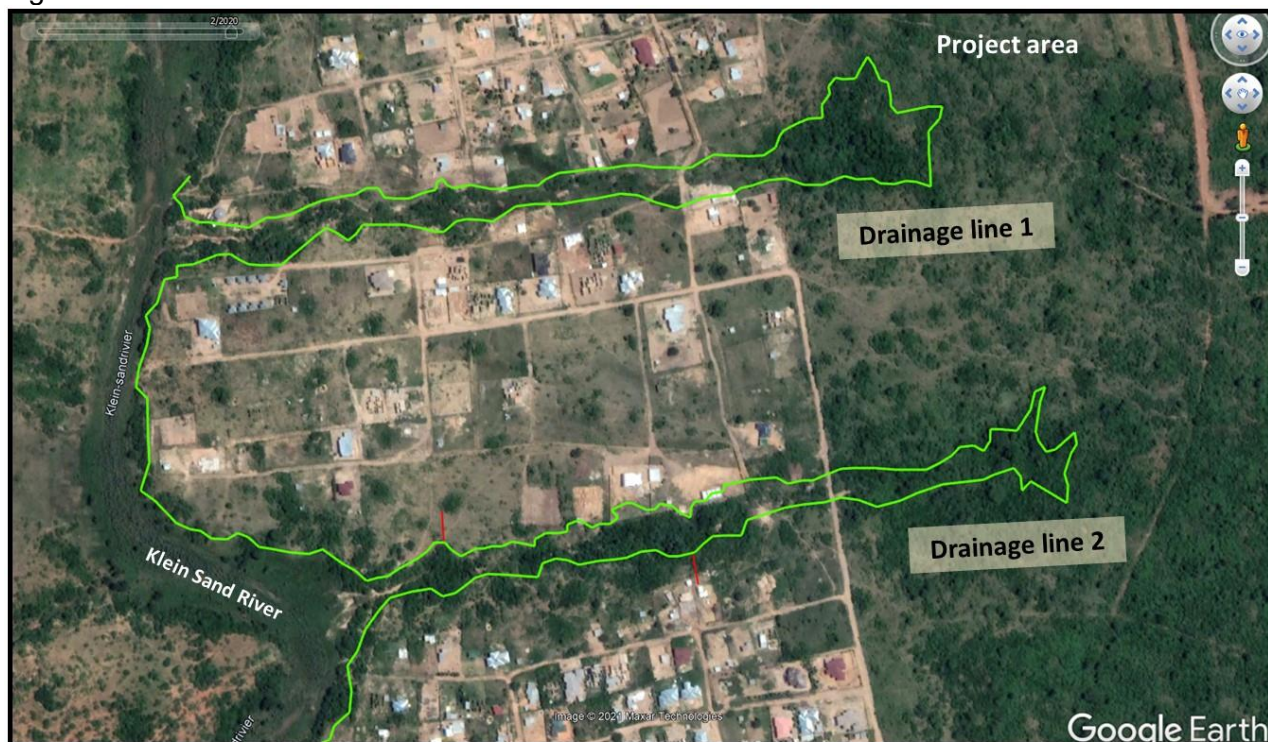 2/2020
Project area
Drainage line 1
Klein-sandrivier
Drainage line 2
Klein Sand River
Image © 2021 Maxar Technologies
Google Earth